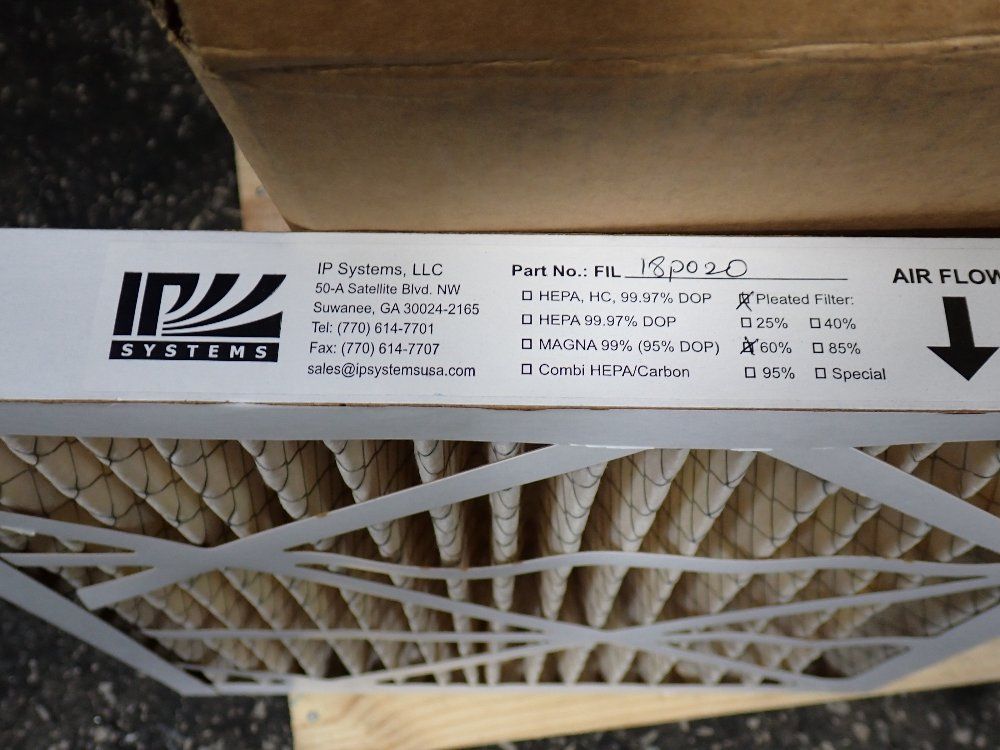 IP
SYSTEMS
IP Systems, LLC
50-A Satellite Blvd. NW
Suwanee, GA 30024-2165
Tel: (770) 614-7701
Fax: (770) 614-7707
sales@ipsystemsusa.com
Part No.: FIL 18P020
☐ HEPA, HC, 99.97% DOP
☐ HEPA 99.97% DOP
☐ MAGNA 99% (95% DOP)
☐ Combi HEPA/Carbon
☒ Pleated Filter:
☐ 25% ☐ 40%
☒ 60% ☐ 85%
☐ 95% ☐ Special
AIR FLOW